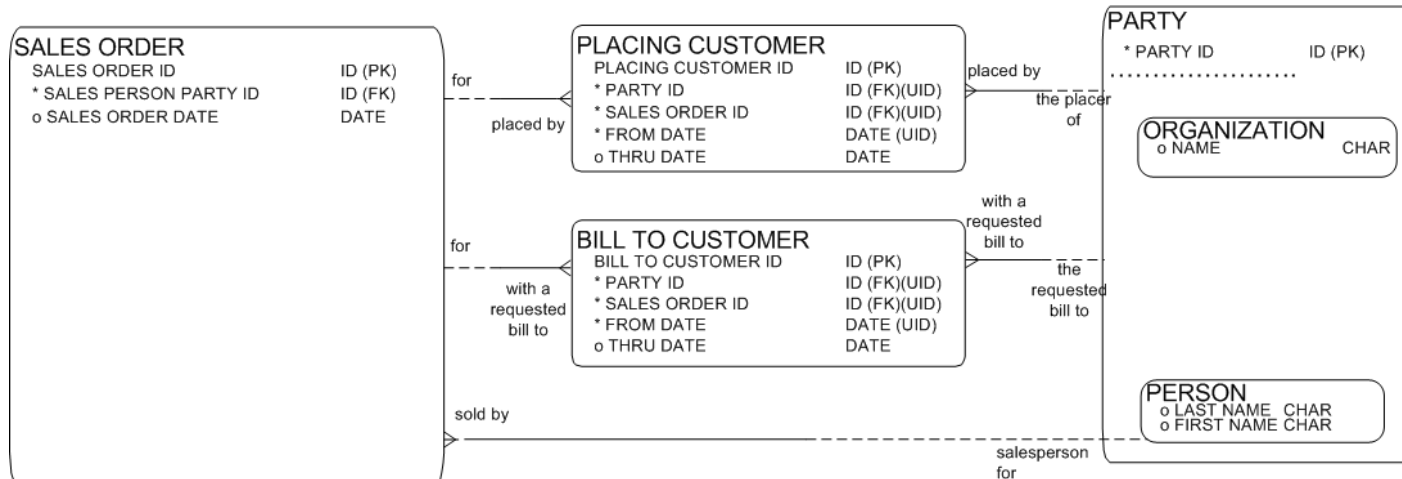 SALES ORDER
SALES ORDER ID ID (PK)
* SALES PERSON PARTY ID ID (FK)
o SALES ORDER DATE DATE
for
placed by
PLACING CUSTOMER
PLACING CUSTOMER ID ID (PK)
* PARTY ID ID (FK)(UID)
* SALES ORDER ID ID (FK)(UID)
* FROM DATE DATE (UID)
o THRU DATE DATE
placed by
the placer
of
PARTY
* PARTY ID ID (PK)
ORGANIZATION
o NAME CHAR
for
with a
requested
bill to
BILL TO CUSTOMER
BILL TO CUSTOMER ID ID (PK)
* PARTY ID ID (FK)(UID)
* SALES ORDER ID ID (FK)(UID)
* FROM DATE DATE (UID)
o THRU DATE DATE
with a
requested
bill to
the
requested
bill to
PERSON
o LAST NAME CHAR
o FIRST NAME CHAR
sold by
salesperson
for